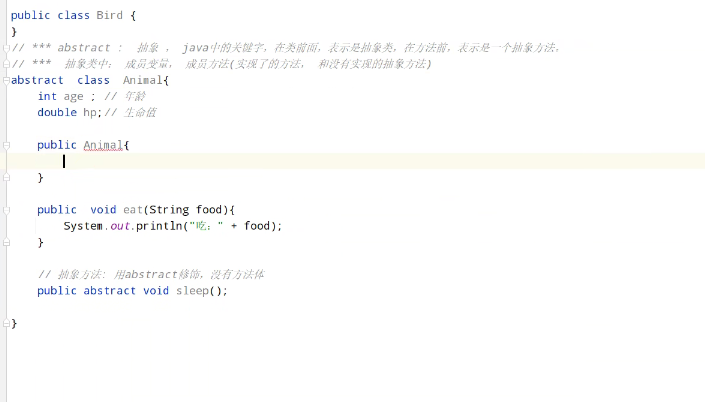 public class Bird {
}
// *** abstract : 抽象 , java中的关键字，在类前面，表示是抽象类，在方法前，表示是一个抽象方法，
// *** 抽象类中： 成员变量， 成员方法(实现了的方法， 和没有实现的抽象方法)
abstract class Animal{
int age ; // 年龄
double hp;// 生命值
public Animal{
}
public void eat(String food){
System.out.println("吃：" + food);
}
// 抽象方法: 用abstract修饰，没有方法体
public abstract void sleep();
}